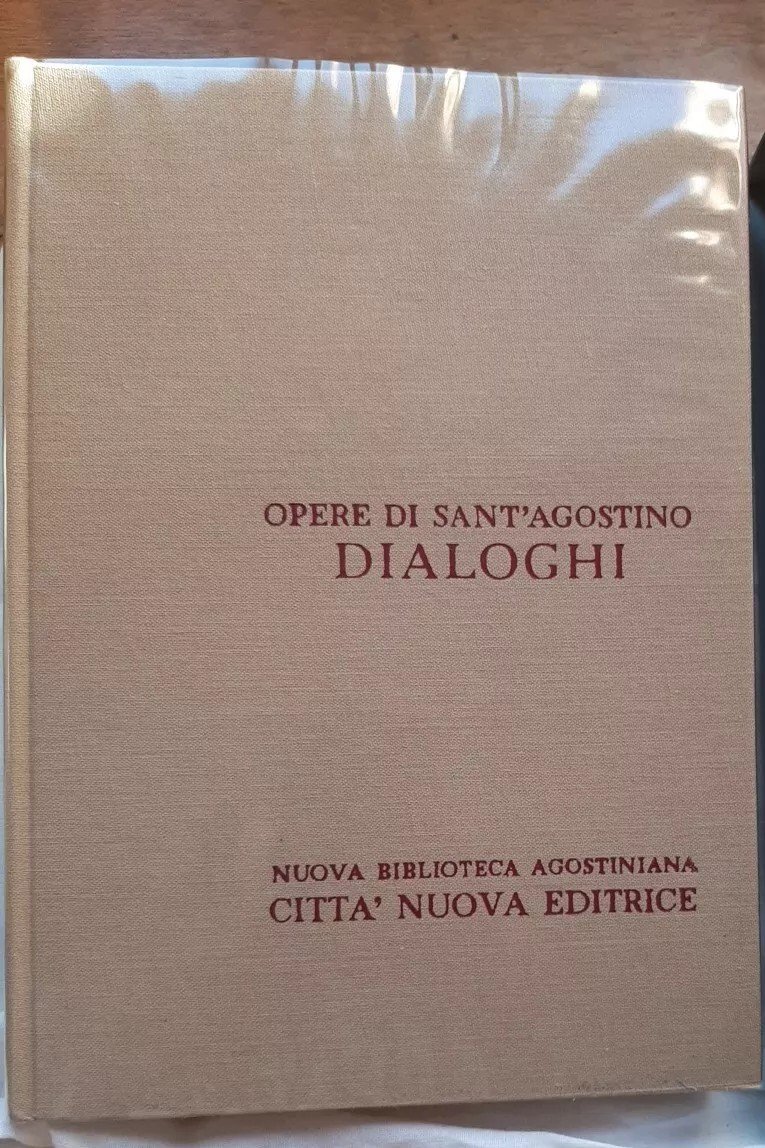 OPERE DI SANT'AGOSTINO
DIALOGHI
NUOVA BIBLIOTECA AGOSTINIANA
CITTA' NUOVA EDITRICE